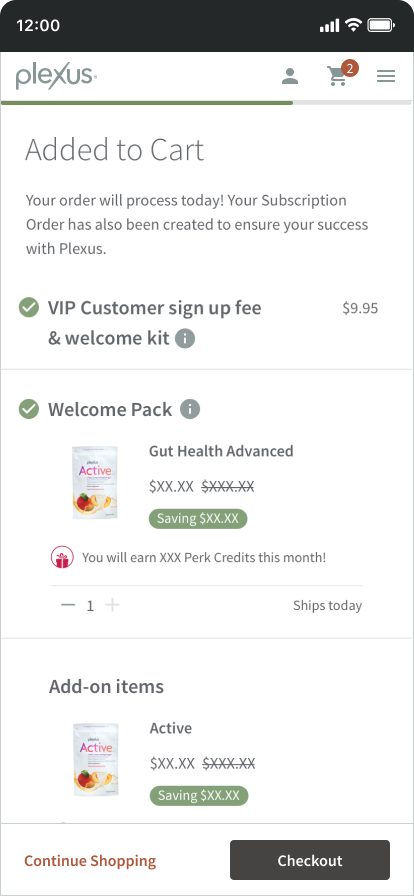 12:00
plexus
2
Added to Cart
Your order will process today! Your Subscription
Order has also been created to ensure your success
with Plexus.
VIP Customer sign up fee
$9.95
& welcome kit
Welcome Pack
plexus
Active
Gut Health Advanced
$XX.XX $XXX.XX
Saving $XX.XX
You will earn XXX Perk Credits this month!
1
Ships today
Add-on items
plexus
Active
Active
$XX.XX $XXX.XX
Saving $XX.XX
Continue Shopping
Checkout